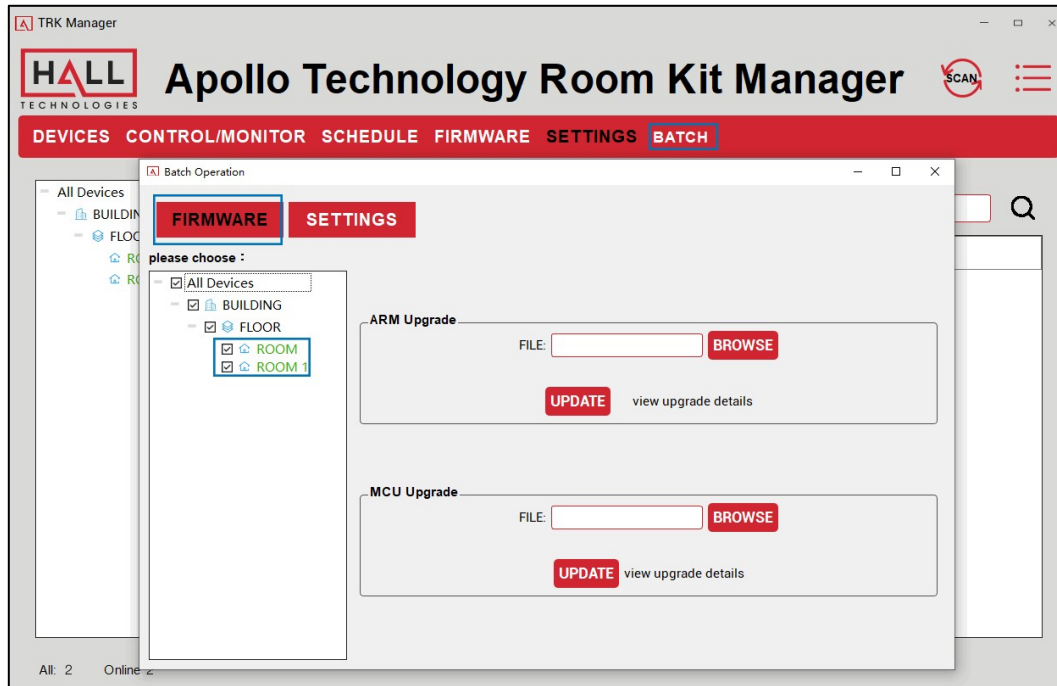 TRK Manager
HALL
TECHNOLOGIES
Apollo Technology Room Kit Manager
SCAN
DEVICES CONTROL/MONITOR SCHEDULE FIRMWARE SETTINGS BATCH
Batch Operation
All Devices
FIRMWARE SETTINGS
please choose：
All Devices
BUILDING
FLOOR
ROOM
ROOM 1
ARM Upgrade
FILE: BROWSE
UPDATE view upgrade details
MCU Upgrade
FILE: BROWSE
UPDATE view upgrade details
All: 2 Online 2